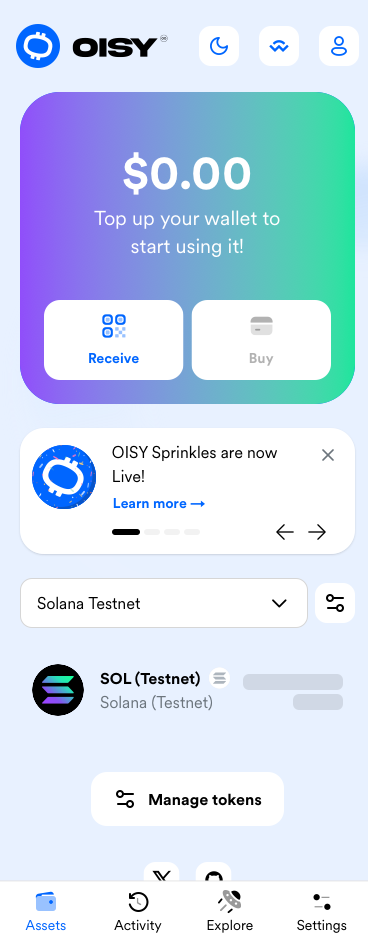 OISY
$0.00
Top up your wallet to
start using it!
Receive
Buy
OISY Sprinkles are now
Live!
Learn more →
Solana Testnet
SOL (Testnet)
Solana (Testnet)
Manage tokens
Assets
Activity
Explore
Settings